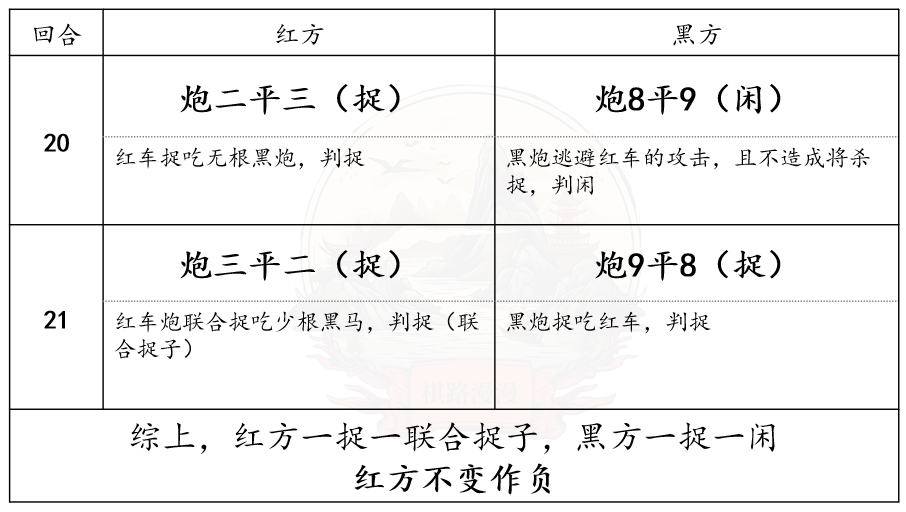 回合 红方 黑方
20
炮二平三（捉）
红车捉吃无根黑炮，判捉
炮8平9（闲）
黑炮逃避红车的攻击，且不造成将杀
捉，判闲
21
炮三平二（捉）
红车炮联合捉吃少根黑马，判捉（联
合捉子）
炮9平8（捉）
黑炮捉吃红车，判捉
棋路漫漫
综上，红方一捉一联合捉子，黑方一捉一闲
红方不变作负